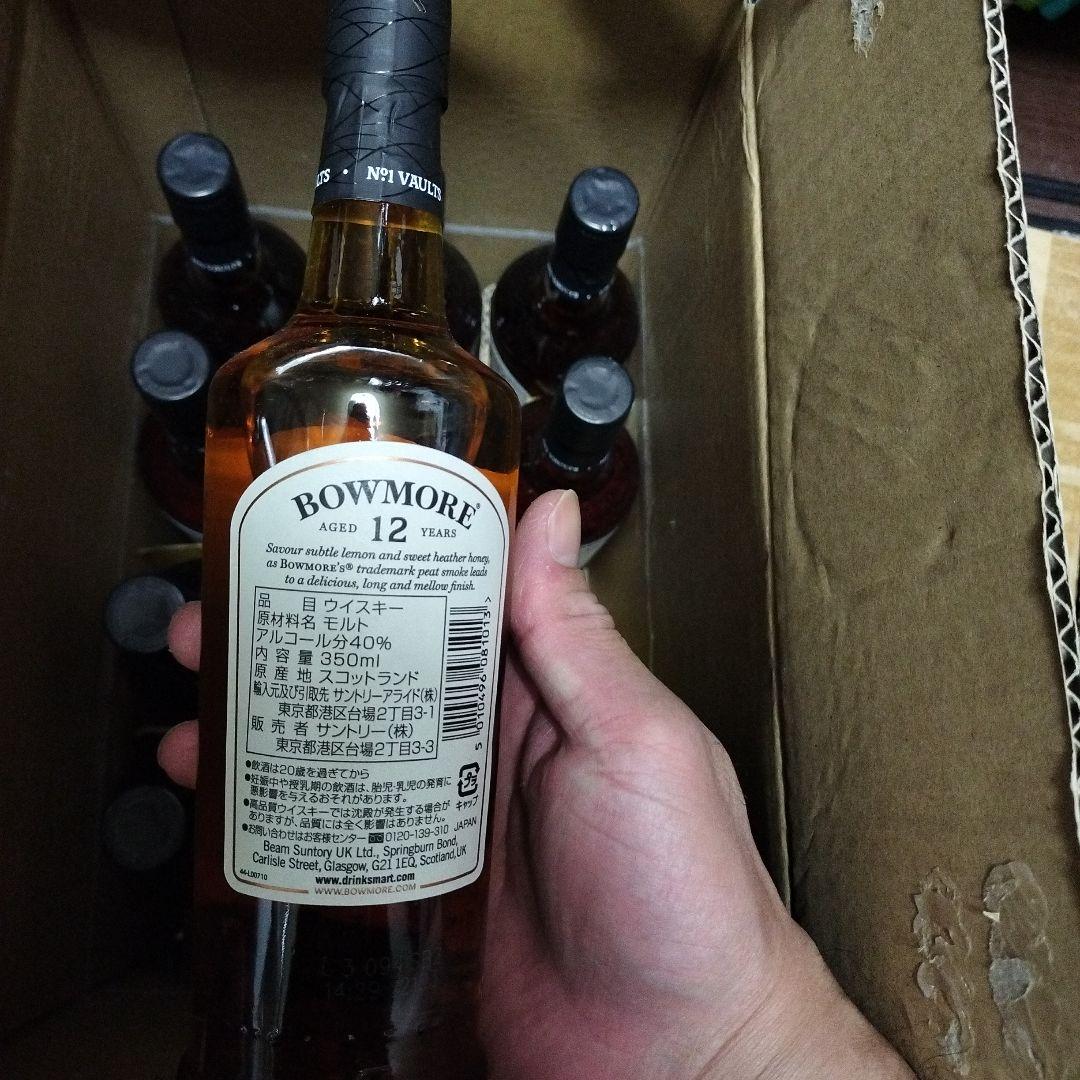 LTS • Nº1 VAULTS
BOWMORE®
AGED 12 YEARS
Savour subtle lemon and sweet heather honey,
as BOWMORE'S® trademark peat smoke leads
to a delicious, long and mellow finish.
品 目 ウイスキー
原材料名 モルト
アルコール分40%
内容量 350ml
原産地 スコットランド
輸入元及び引取先 サントリーアライド(株)
東京都港区台場2丁目3-1
販売者 サントリー(株)
東京都港区台場2丁目3-3
5 010496 081013 >
●飲酒は20歳を過ぎてから
●妊娠中や授乳期の飲酒は、胎児・乳児の発育に
悪影響を与えるおそれがあります。
●高品質ウイスキーでは沈殿が発生する場合が
ありますが、品質には全く影響はありません。
●お問い合わせはお客様センター 0120-139-310
プラ
キャップ
JAPAN
Beam Suntory UK Ltd., Springburn Bond,
Carlisle Street, Glasgow, G21 1EQ, Scotland,UK
44-L00710
www.drinksmart.com
WWW.BOWMORE.COM